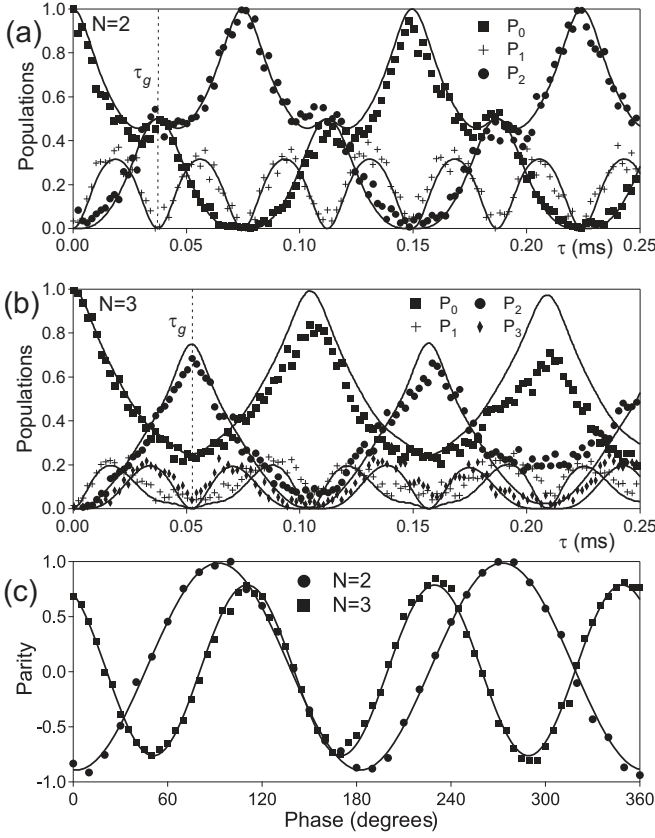 (a)
N=2
P₀
P₁
P₂
τg
Populations
1.0
0.8
0.6
0.4
0.2
0.0
0.00 0.05 0.10 0.15 0.20 0.25
τ (ms)
(b)
N=3
P₀ P₂
P₁ P₃
τg
Populations
1.0
0.8
0.6
0.4
0.2
0.0
0.00 0.05 0.10 0.15 0.20 0.25
τ (ms)
(c)
N=2
N=3
Parity
1.0
0.5
0.0
-0.5
-1.0
0 60 120 180 240 300 360
Phase (degrees)